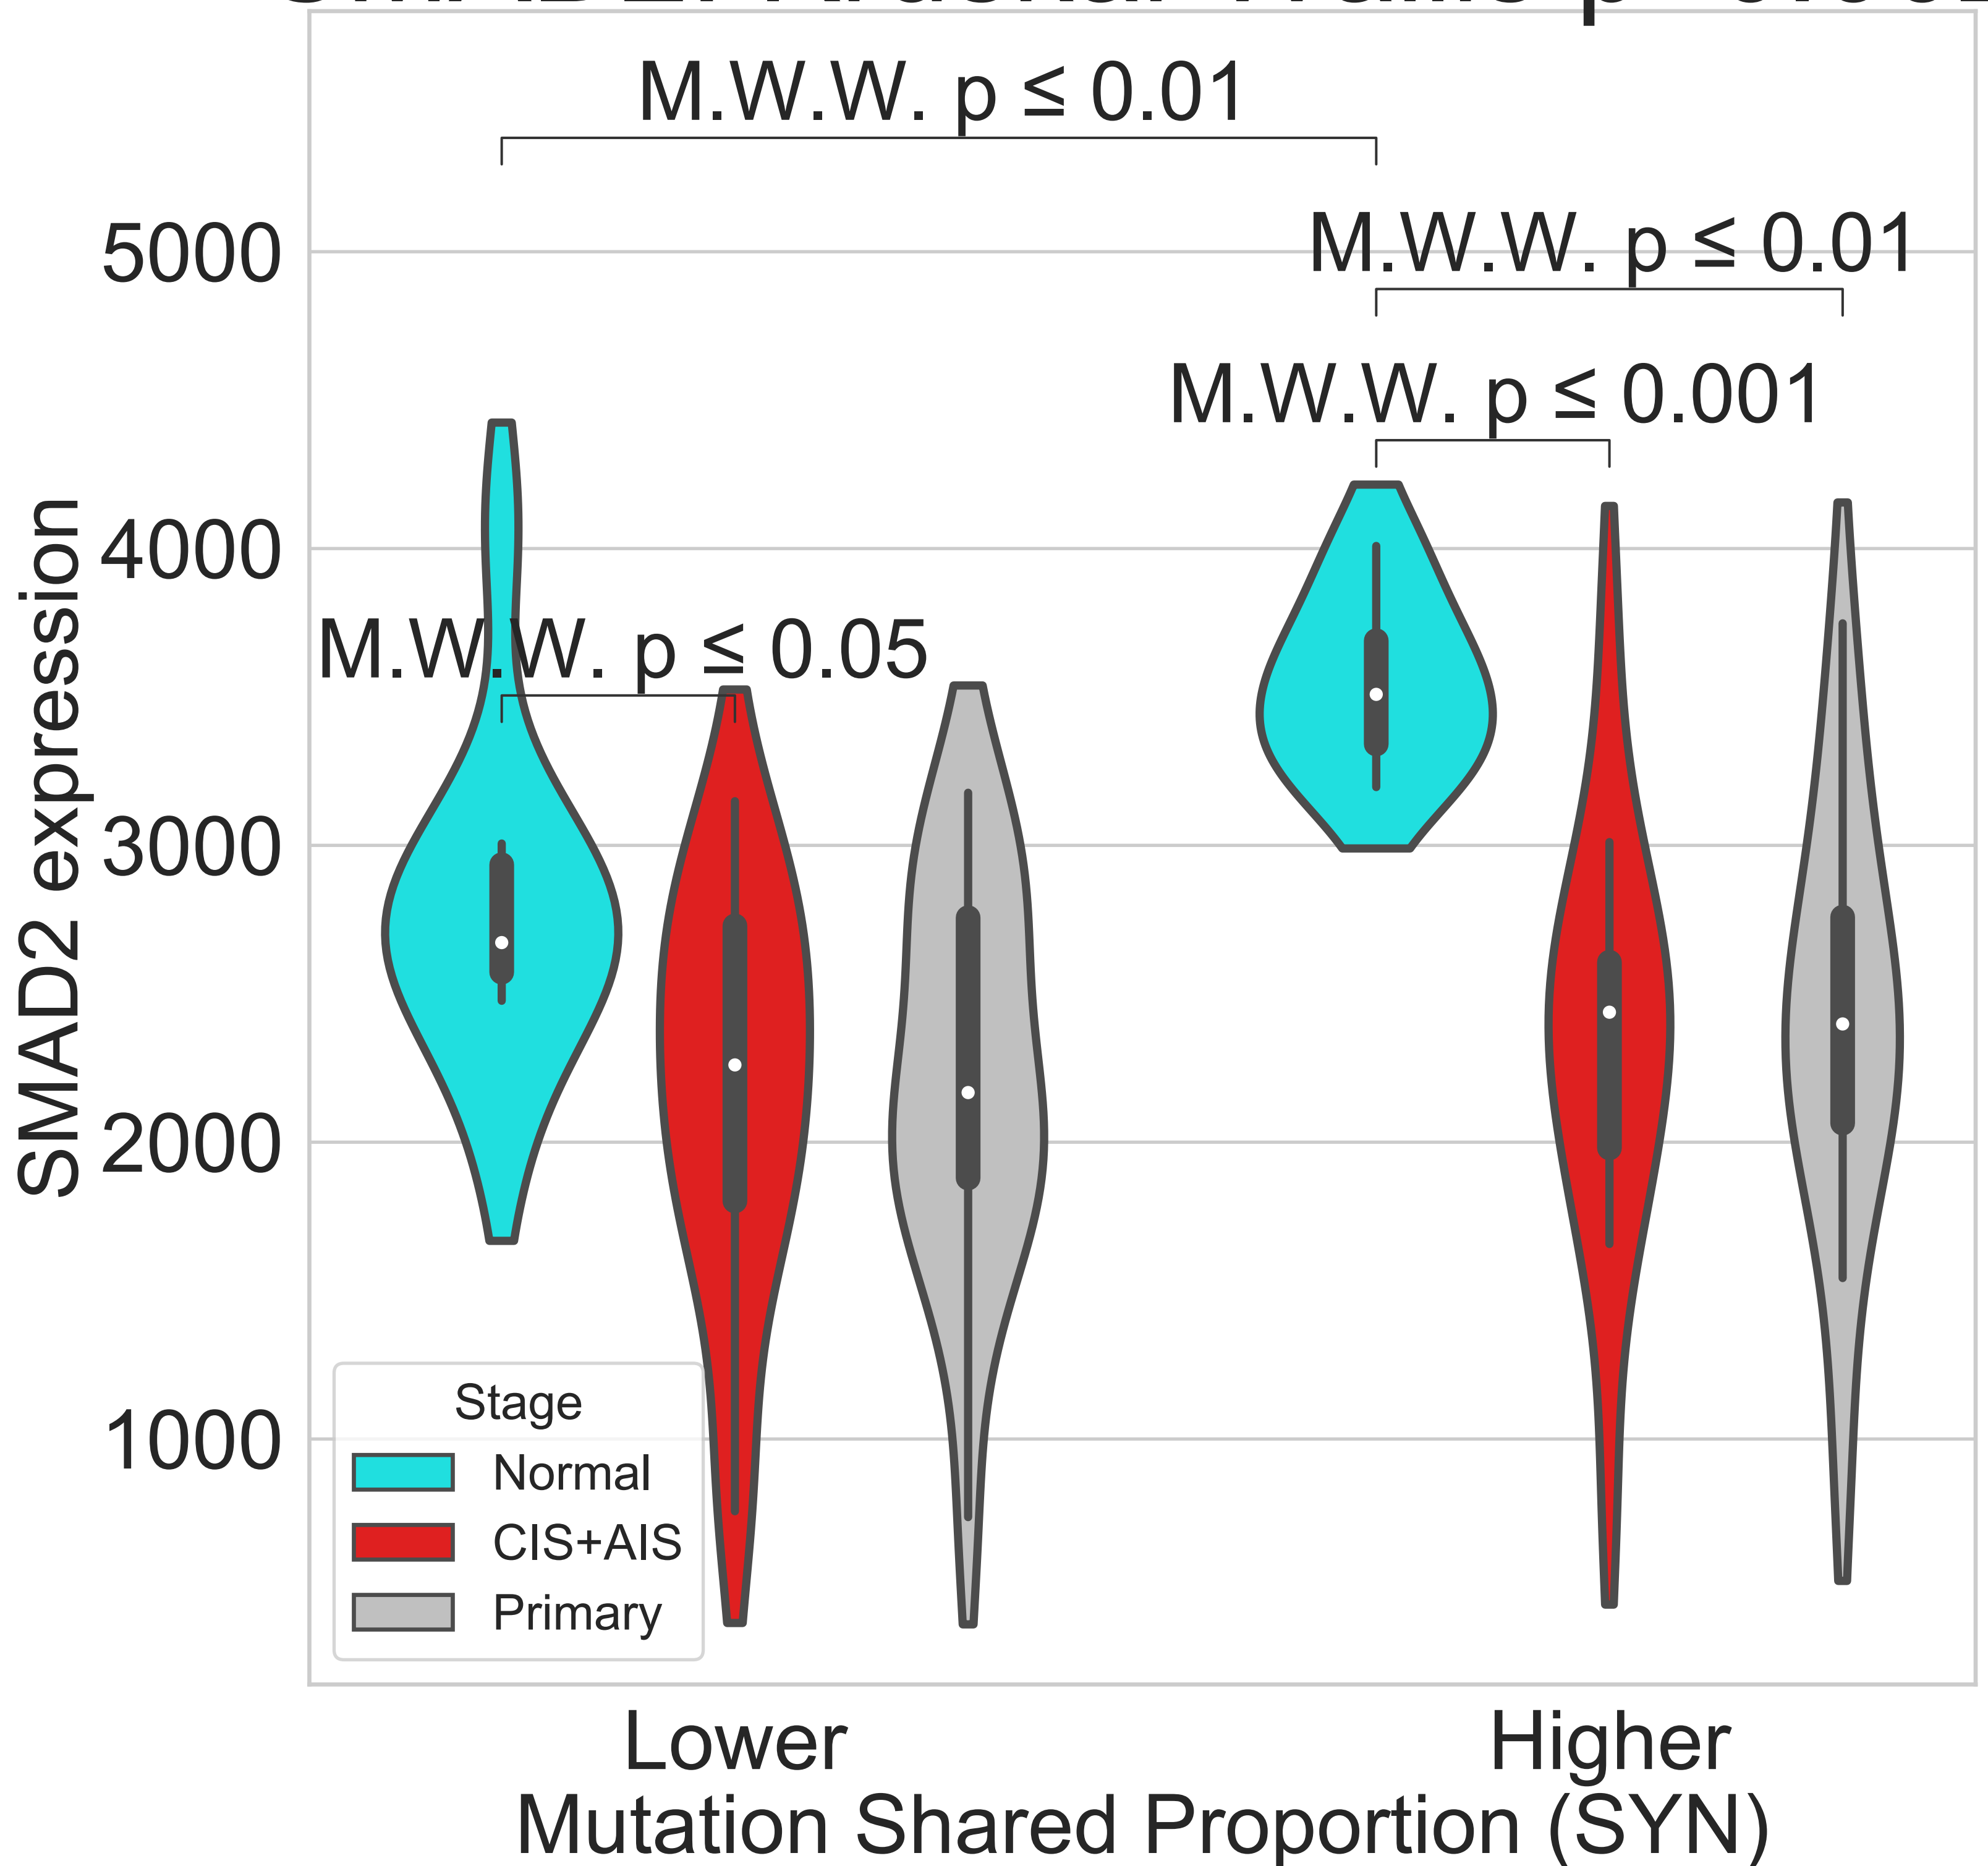 M.W.W. p ≤ 0.01
5000
M.W.W. p ≤ 0.01
M.W.W. p ≤ 0.001
4000
M.W.W. p ≤ 0.05
3000
SMAD2 expression
2000
1000
Stage
Normal
CIS+AIS
Primary
Lower
Higher
Mutation Shared Proportion (SYN)